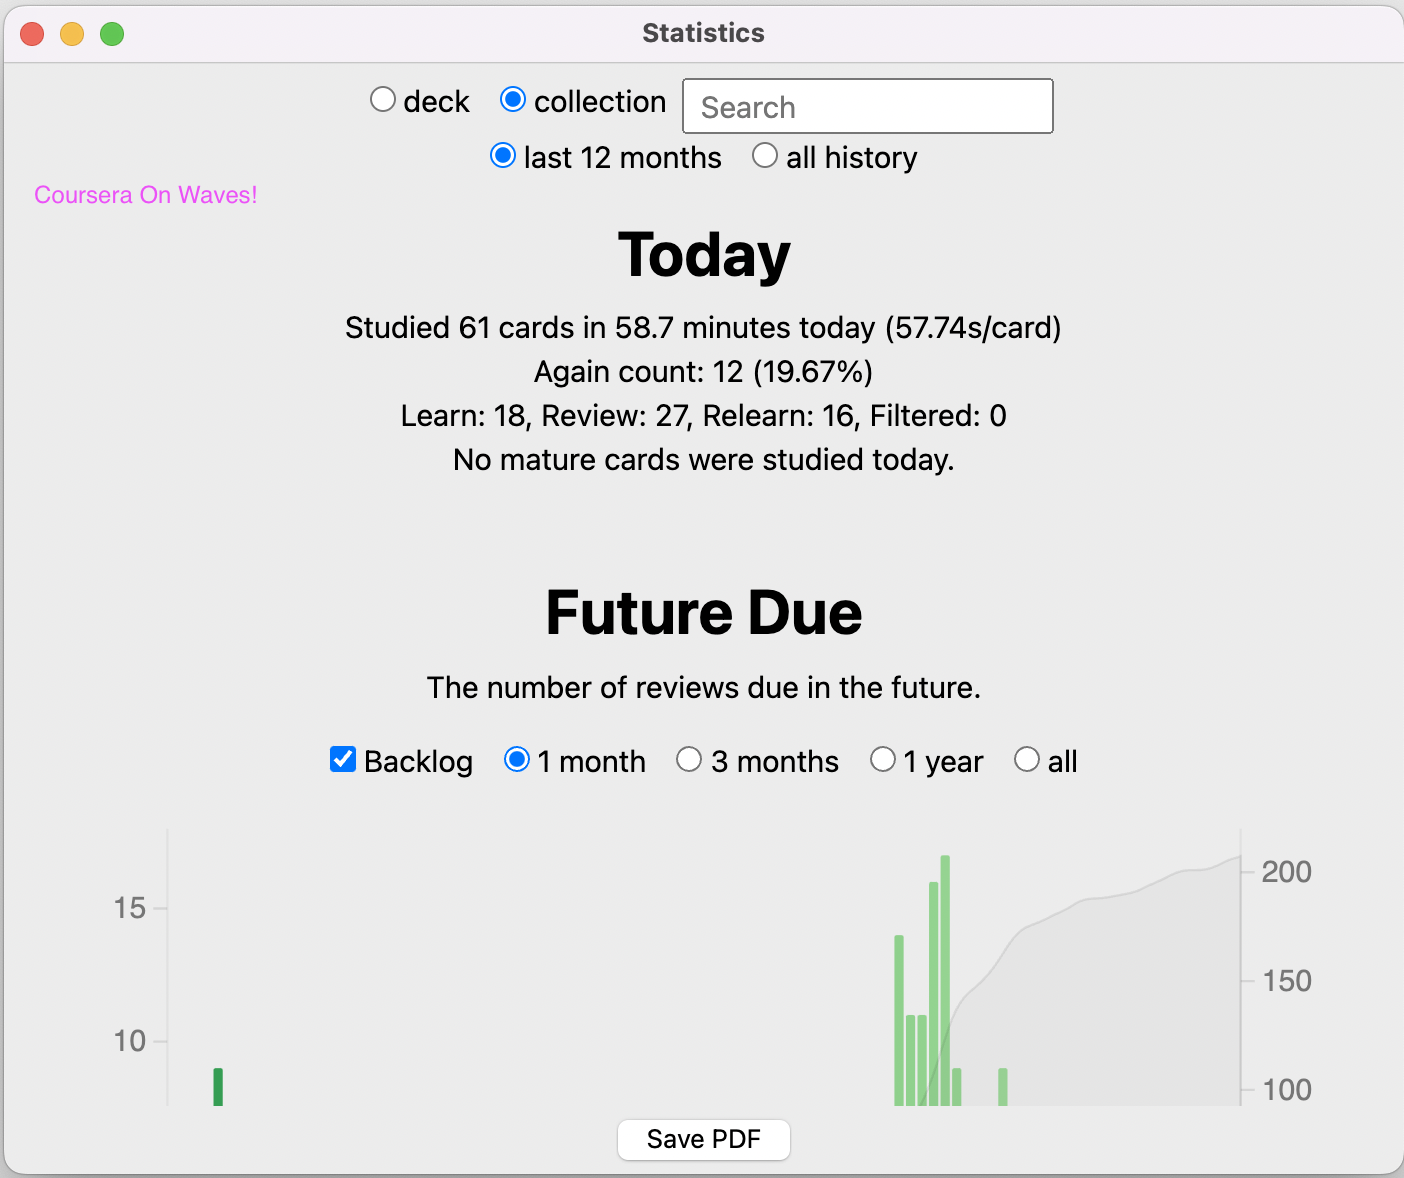 Statistics
deck collection Search
last 12 months all history
Coursera On Waves!
Today
Studied 61 cards in 58.7 minutes today (57.74s/card)
Again count: 12 (19.67%)
Learn: 18, Review: 27, Relearn: 16, Filtered: 0
No mature cards were studied today.
Future Due
The number of reviews due in the future.
Backlog 1 month 3 months 1 year all
200
15
150
10
100
Save PDF